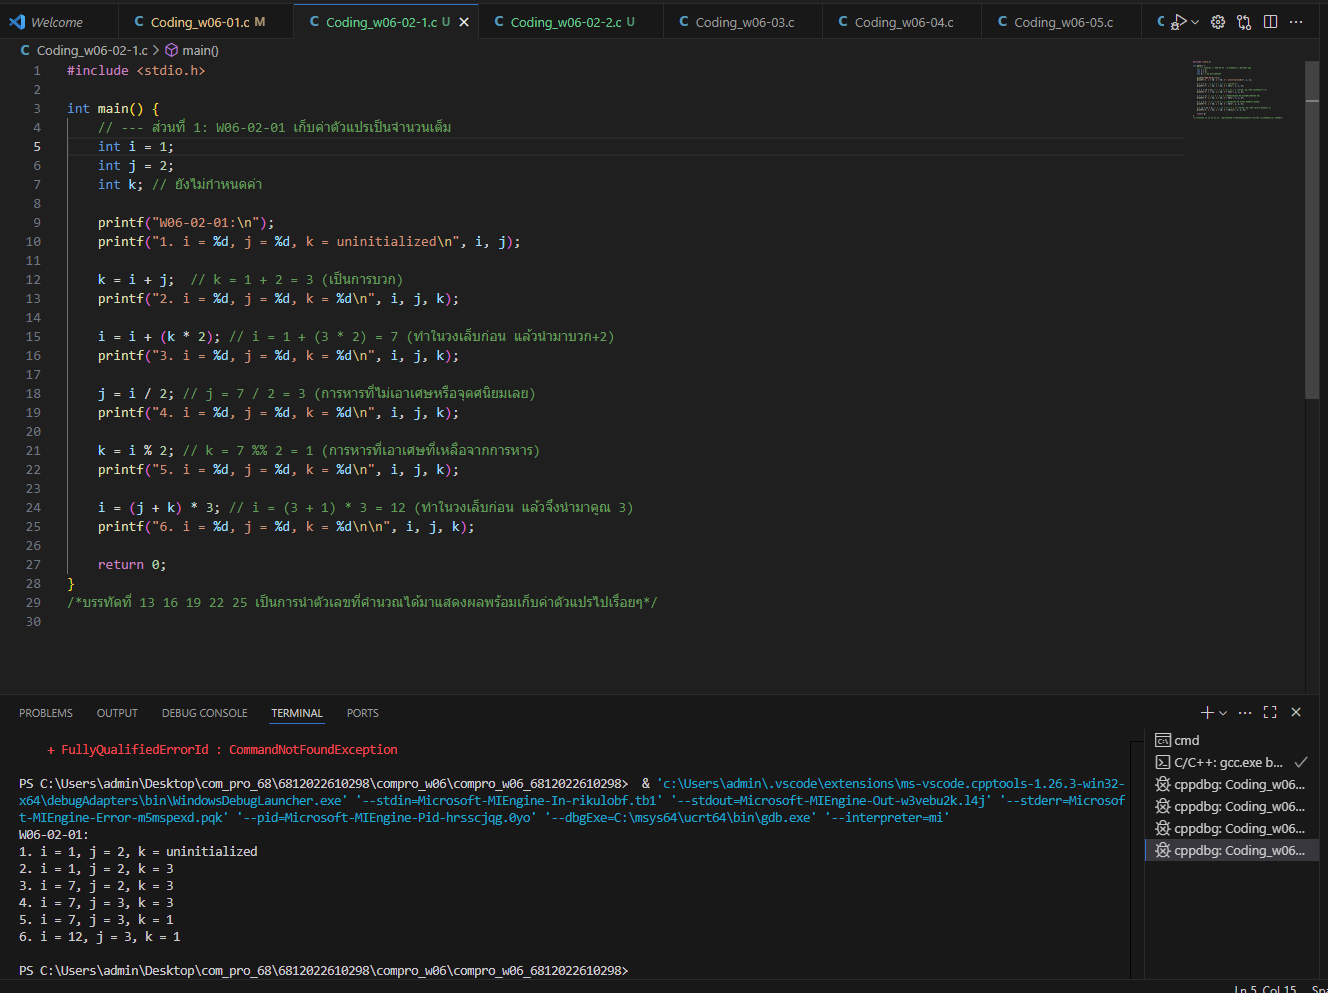 Welcome
C Coding_w06-01.c M
C Coding_w06-02-1.c U
C Coding_w06-02-2.c U
C Coding_w06-03.c
C Coding_w06-04.c
C Coding_w06-05.c
C
C Coding_w06-02-1.c > main()
1 #include <stdio.h>
2
3 int main() {
4 // --- ส่วนที่ 1: W06-02-01 เก็บค่าตัวแปรเป็นจำนวนเต็ม
5 int i = 1;
6 int j = 2;
7 int k; // ยังไม่กำหนดค่า
8
9 printf("W06-02-01:\n");
10 printf("1. i = %d, j = %d, k = uninitialized\n", i, j);
11
12 k = i + j;  // k = 1 + 2 = 3 (เป็นการบวก)
13 printf("2. i = %d, j = %d, k = %d\n", i, j, k);
14
15 i = i + (k * 2); // i = 1 + (3 * 2) = 7 (ทำในวงเล็บก่อน แล้วนำมาบวก+2)
16 printf("3. i = %d, j = %d, k = %d\n", i, j, k);
17
18 j = i / 2; // j = 7 / 2 = 3 (การหารที่ไม่เอาเศษหรือจุดศนิยมเลย)
19 printf("4. i = %d, j = %d, k = %d\n", i, j, k);
20
21 k = i % 2; // k = 7 %% 2 = 1 (การหารที่เอาเศษที่เหลือจากการหาร)
22 printf("5. i = %d, j = %d, k = %d\n", i, j, k);
23
24 i = (j + k) * 3; // i = (3 + 1) * 3 = 12 (ทำในวงเล็บก่อน แล้วจึงนำมาคูณ 3)
25 printf("6. i = %d, j = %d, k = %d\n\n", i, j, k);
26
27 return 0;
28 }
29 /*บรรทัดที่ 13 16 19 22 25 เป็นการนำตัวเลขที่คำนวณได้มาแสดงผลพร้อมเก็บค่าตัวแปรไปเรื่อยๆ*/
30
PROBLEMS OUTPUT DEBUG CONSOLE TERMINAL PORTS
+ FullyQualifiedErrorId : CommandNotFoundException
PS C:\Users\admin\Desktop\com_pro_68\6812022610298\compro_w06\compro_w06_6812022610298>  & 'c:\Users\admin\.vscode\extensions\ms-vscode.cpptools-1.26.3-win32-
x64\debugAdapters\bin\WindowsDebugLauncher.exe' '--stdin=Microsoft-MIEngine-In-rikulobf.tb1' '--stdout=Microsoft-MIEngine-Out-w3vebu2k.l4j' '--stderr=Microsof
t-MIEngine-Error-m5mspexd.pqk' '--pid=Microsoft-MIEngine-Pid-hrsscjqg.0yo' '--dbgExe=C:\msys64\ucrt64\bin\gdb.exe' '--interpreter=mi'
W06-02-01:
1. i = 1, j = 2, k = uninitialized
2. i = 1, j = 2, k = 3
3. i = 7, j = 2, k = 3
4. i = 7, j = 3, k = 3
5. i = 7, j = 3, k = 1
6. i = 12, j = 3, k = 1
PS C:\Users\admin\Desktop\com_pro_68\6812022610298\compro_w06\compro_w06_6812022610298>
cmd
C/C++: gcc.exe b...
cppdbg: Coding_w06...
cppdbg: Coding_w06...
cppdbg: Coding_w06...
cppdbg: Coding_w06...
Ln 5, Col 15